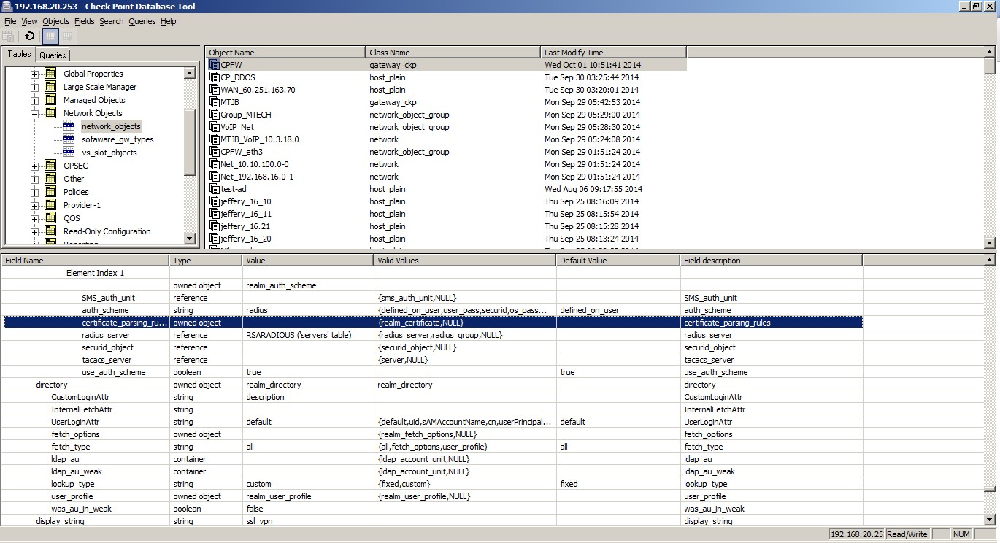 192.168.20.253 - Check Point Database Tool
File View Objects Fields Search Queries Help
Tables Queries
Global Properties
Large Scale Manager
Managed Objects
Network Objects
network_objects
sofaware_gw_types
vs_slot_objects
OPSEC
Other
Policies
Provider-1
QOS
Read-Only Configuration
Reporting
Object Name Class Name Last Modify Time
CPFW gateway_ckp Wed Oct 01 10:51:41 2014
CP_DDOS host_plain Tue Sep 30 03:25:44 2014
WAN_60.251.163.70 host_plain Tue Sep 30 03:20:01 2014
MTJB gateway_ckp Mon Sep 29 05:42:53 2014
Group_MTECH network_object_group Mon Sep 29 05:29:00 2014
VoIP_Net network_object_group Mon Sep 29 05:28:30 2014
MTJB_VoIP_10.3.18.0 network Mon Sep 29 05:24:08 2014
CPFW_eth3 network_object_group Mon Sep 29 01:51:24 2014
Net_10.10.100.0-0 network Mon Sep 29 01:51:24 2014
Net_192.168.16.0-1 network Mon Sep 29 01:51:24 2014
test-ad host_plain Wed Aug 06 09:17:55 2014
jeffery_16_10 host_plain Thu Sep 25 08:16:09 2014
jeffery_16_11 host_plain Thu Sep 25 08:15:54 2014
jeffery_16.21 host_plain Thu Sep 25 08:15:28 2014
jeffery_16_20 host_plain Thu Sep 25 08:13:24 2014
Field Name Type Value Valid Values Default Value Field description
Element Index 1
owned object realm_auth_scheme
SMS_auth_unit reference {sms_auth_unit,NULL} SMS_auth_unit
auth_scheme string radius {defined_on_user,user_pass,securid,os_pass... defined_on_user auth_scheme
certificate_parsing_ru... owned object {realm_certificate,NULL} certificate_parsing_rules
radius_server reference RSARADIOUS ('servers' table) {radius_server,radius_group,NULL} radius_server
securid_object reference {securid_object,NULL} securid_object
tacacs_server reference {server,NULL} tacacs_server
use_auth_scheme boolean true true use_auth_scheme
directory owned object realm_directory realm_directory directory
CustomLoginAttr string description CustomLoginAttr
InternalFetchAttr string InternalFetchAttr
UserLoginAttr string default {default,uid,sAMAccountName,cn,userPrincipal... default UserLoginAttr
fetch_options owned object {realm_fetch_options,NULL} fetch_options
fetch_type string all {all,fetch_options,user_profile} all fetch_type
ldap_au container {ldap_account_unit,NULL} ldap_au
ldap_au_weak container {ldap_account_unit,NULL} ldap_au_weak
lookup_type string custom {fixed,custom} fixed lookup_type
user_profile owned object realm_user_profile {realm_user_profile,NULL} user_profile
was_au_in_weak boolean false was_au_in_weak
display_string string ssl_vpn display_string
192.168.20.25 Read/Write NUM